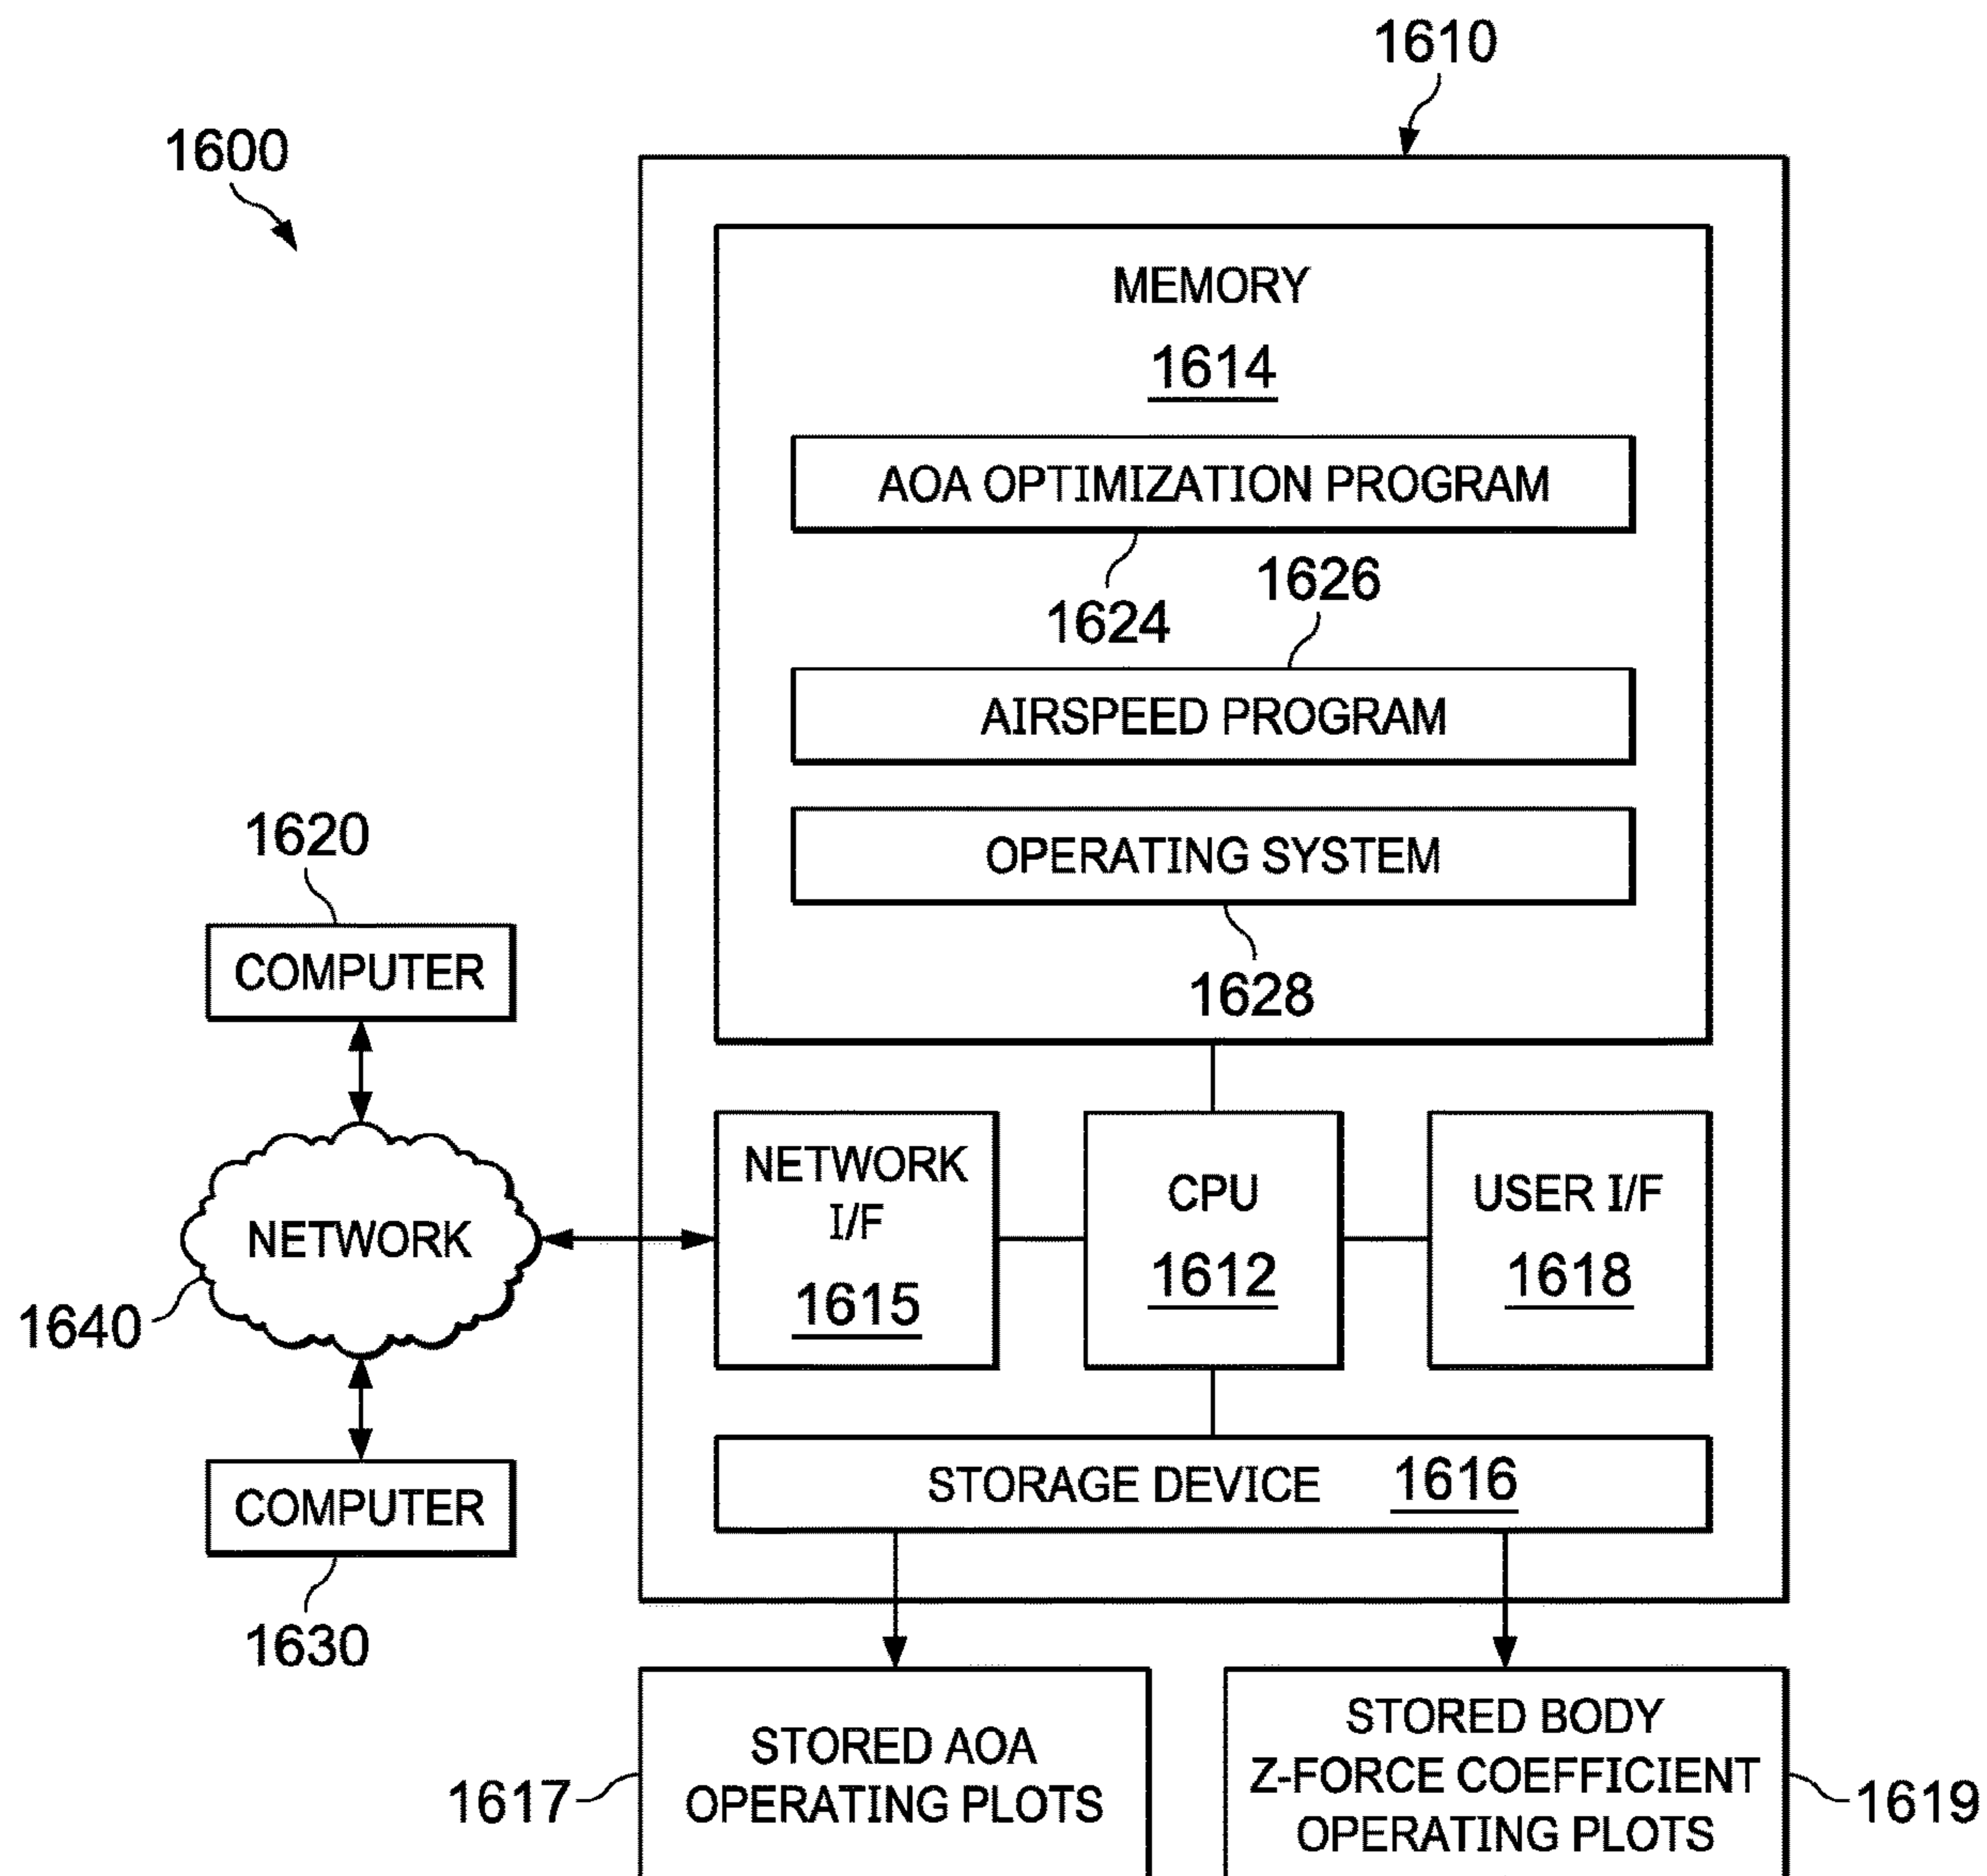 1610
1600
MEMORY
1614
AOA OPTIMIZATION PROGRAM
1626
1624
AIRSPEED PROGRAM
OPERATING SYSTEM
1628
1620
COMPUTER
NETWORK
I/F
1615
CPU
1612
USER I/F
1618
NETWORK
1640
STORAGE DEVICE 1616
COMPUTER
1630
STORED AOA
OPERATING PLOTS
1617
STORED BODY
Z-FORCE COEFFICIENT
OPERATING PLOTS
1619